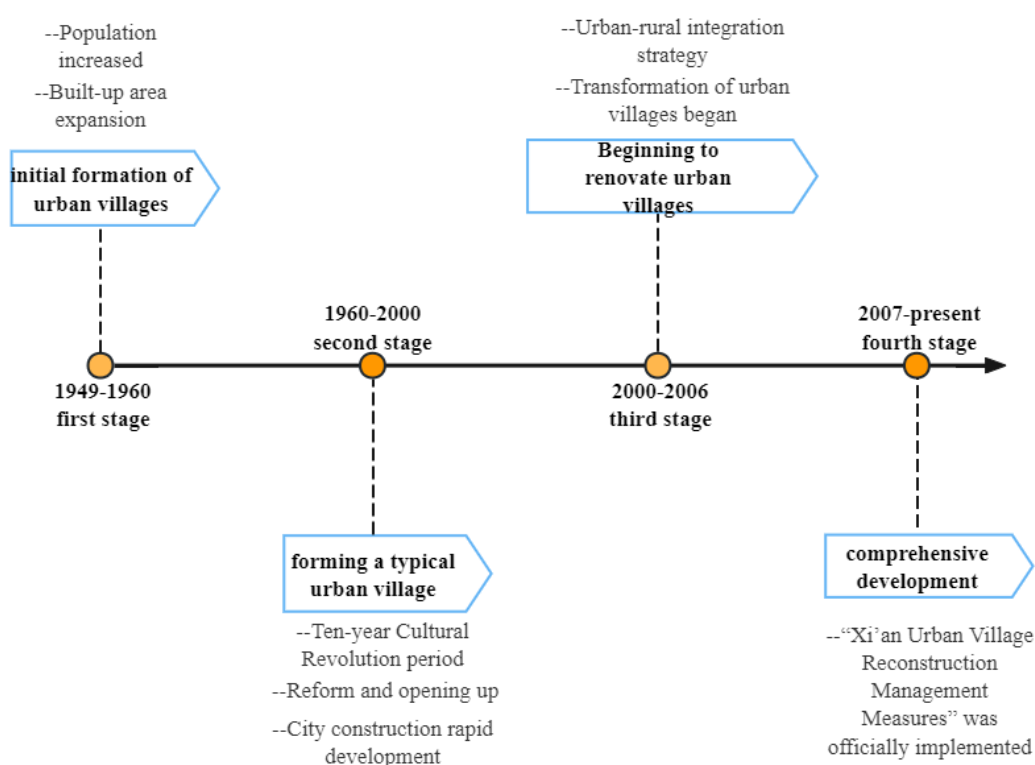 --Population
increased
--Built-up area
expansion
initial formation of
urban villages
1949-1960
first stage
1960-2000
second stage
forming a typical
urban village
--Ten-year Cultural
Revolution period
--Reform and opening up
--City construction rapid
development
--Urban-rural integration
strategy
--Transformation of urban
villages began
Beginning to
renovate urban
villages
2000-2006
third stage
2007-present
fourth stage
comprehensive
development
--“Xi’an Urban Village
Reconstruction
Management
Measures” was
officially implemented